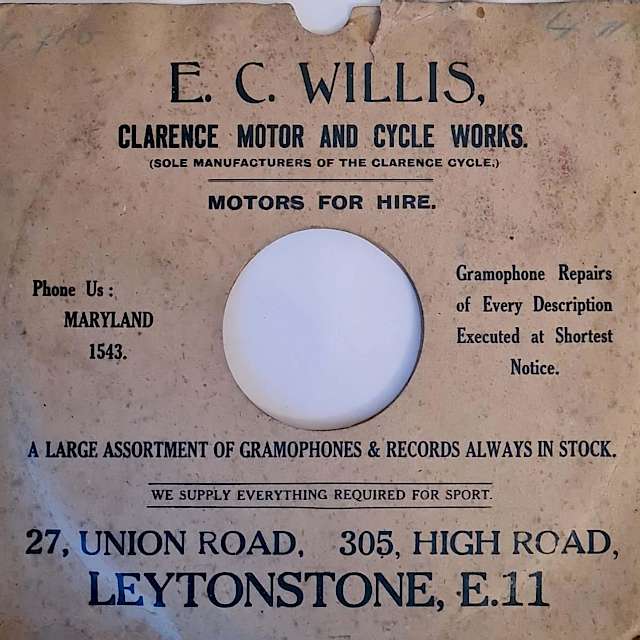 E. C. WILLIS,
CLARENCE MOTOR AND CYCLE WORKS.
(SOLE MANUFACTURERS OF THE CLARENCE CYCLE.)
MOTORS FOR HIRE.
Phone Us :
MARYLAND
1543.
Gramophone Repairs
of Every Description
Executed at Shortest
Notice.
A LARGE ASSORTMENT OF GRAMOPHONES & RECORDS ALWAYS IN STOCK.
WE SUPPLY EVERYTHING REQUIRED FOR SPORT.
27, UNION ROAD, 305, HIGH ROAD,
LEYTONSTONE, E.11